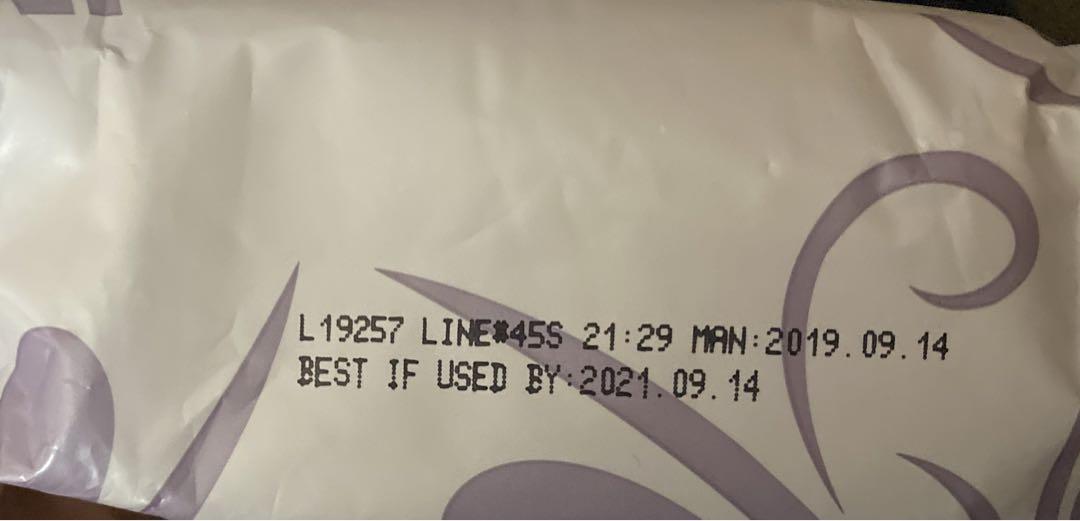 L19257 LINE#45S 21:29 MAN:2019.09.14
BEST IF USED BY:2021.09.14